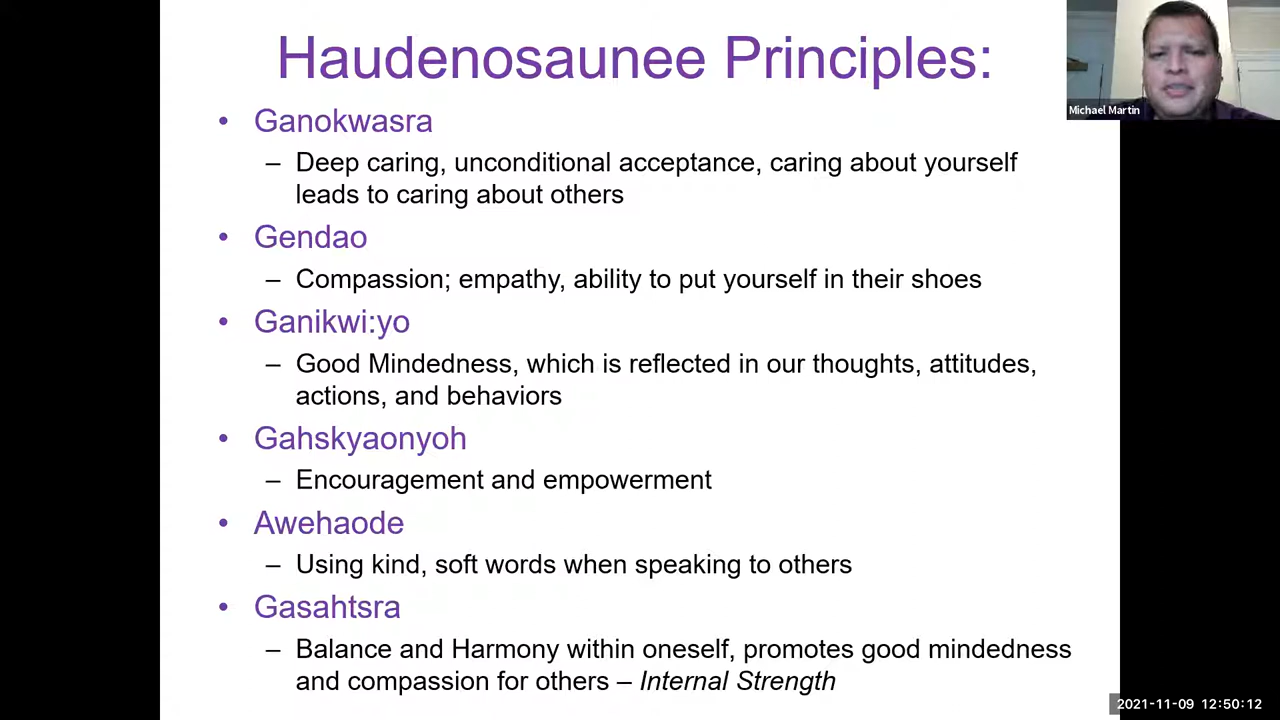 Haudenosaunee Principles:
Michael Martin
• Ganokwasra
– Deep caring, unconditional acceptance, caring about yourself
leads to caring about others
• Gendao
– Compassion; empathy, ability to put yourself in their shoes
• Ganikwi:yo
– Good Mindedness, which is reflected in our thoughts, attitudes,
actions, and behaviors
• Gahskyaonyoh
– Encouragement and empowerment
• Awehaode
– Using kind, soft words when speaking to others
• Gasahtsra
– Balance and Harmony within oneself, promotes good mindedness
and compassion for others – Internal Strength
2021-11-09 12:50:12